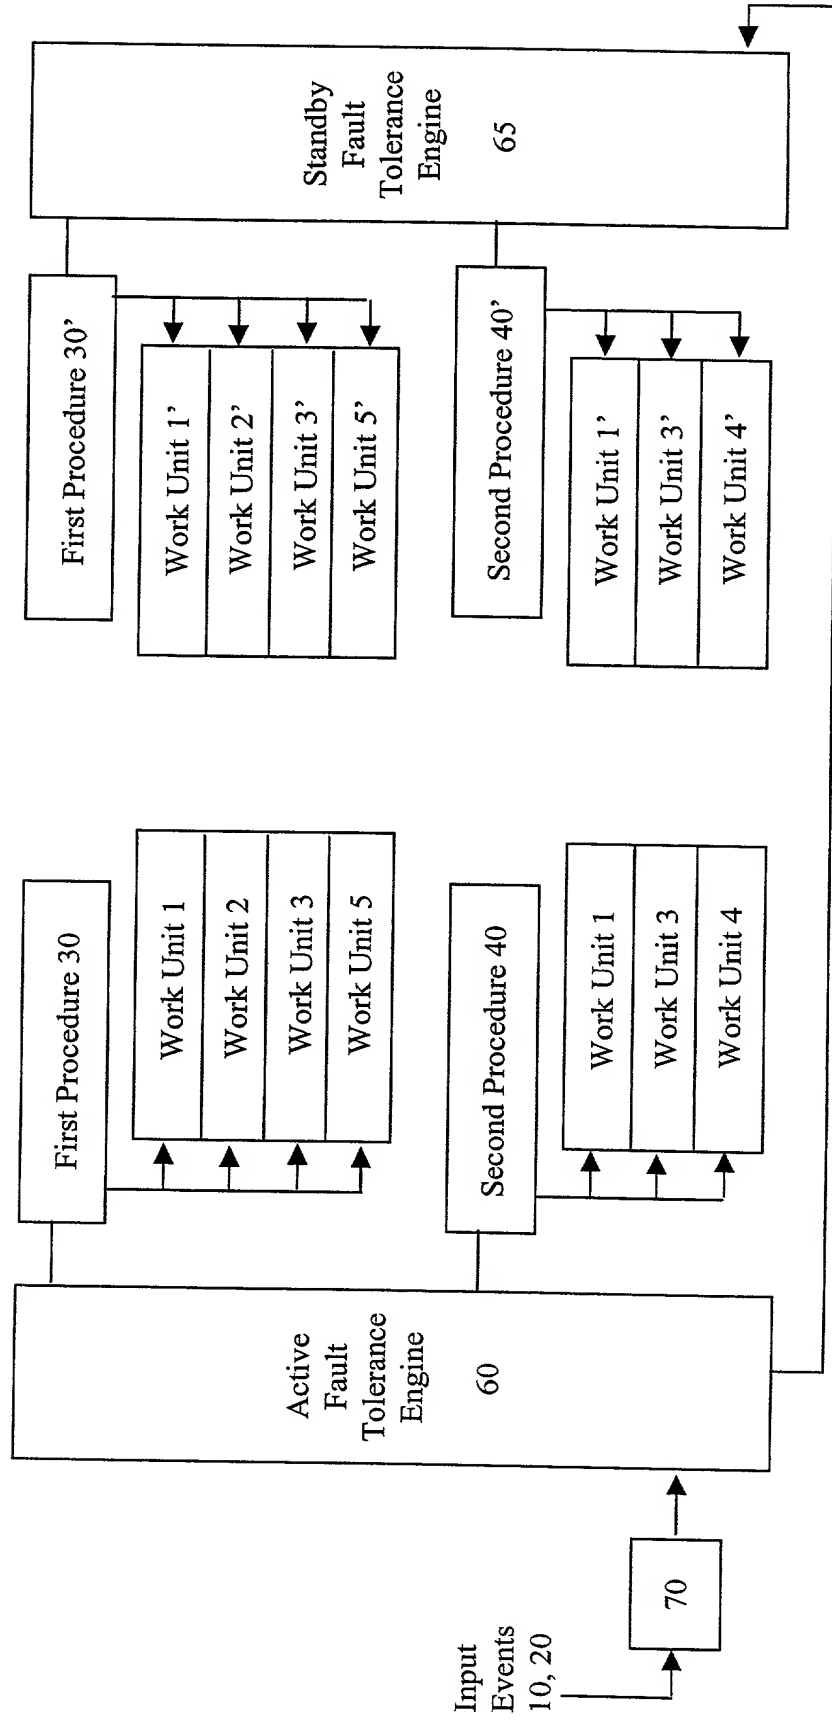 Input
Events
10, 20
70
Active
Fault
Tolerance
Engine
60
First Procedure 30
Work Unit 1
Work Unit 2
Work Unit 3
Work Unit 5
Second Procedure 40
Work Unit 1
Work Unit 3
Work Unit 4
First Procedure 30’
Work Unit 1’
Work Unit 2’
Work Unit 3’
Work Unit 5’
Second Procedure 40’
Work Unit 1’
Work Unit 3’
Work Unit 4’
Standby
Fault
Tolerance
Engine
65